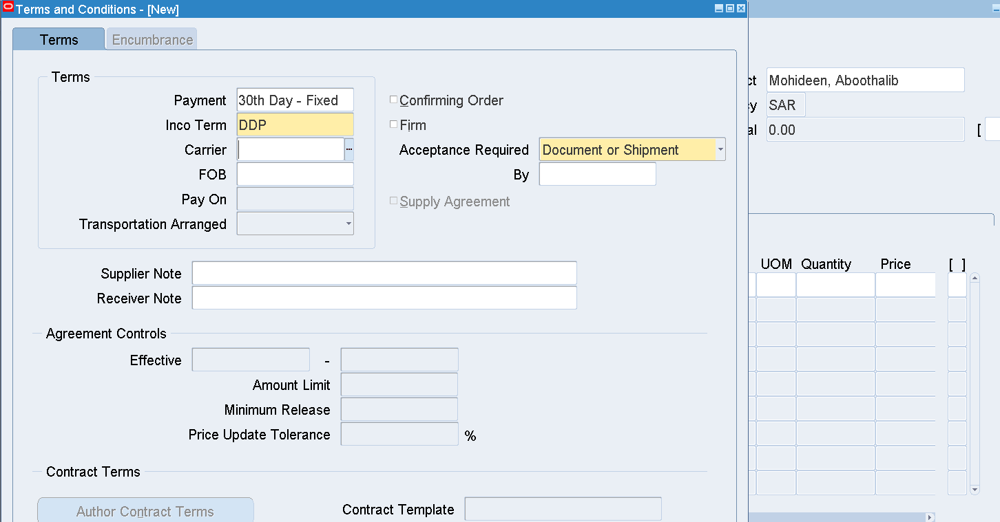 Terms and Conditions - [New]
Terms
Encumbrance
Terms
Payment 30th Day - Fixed
Inco Term DDP
Carrier ...
FOB
Pay On
Transportation Arranged
Confirming Order
Firm
Acceptance Required Document or Shipment
By
Supply Agreement
Supplier Note
Receiver Note
Agreement Controls
Effective -
Amount Limit
Minimum Release
Price Update Tolerance %
Contract Terms
Author Contract Terms
Contract Template
ct Mohideen, Aboothalib
cy SAR
al 0.00 [
UOM Quantity Price [ ]